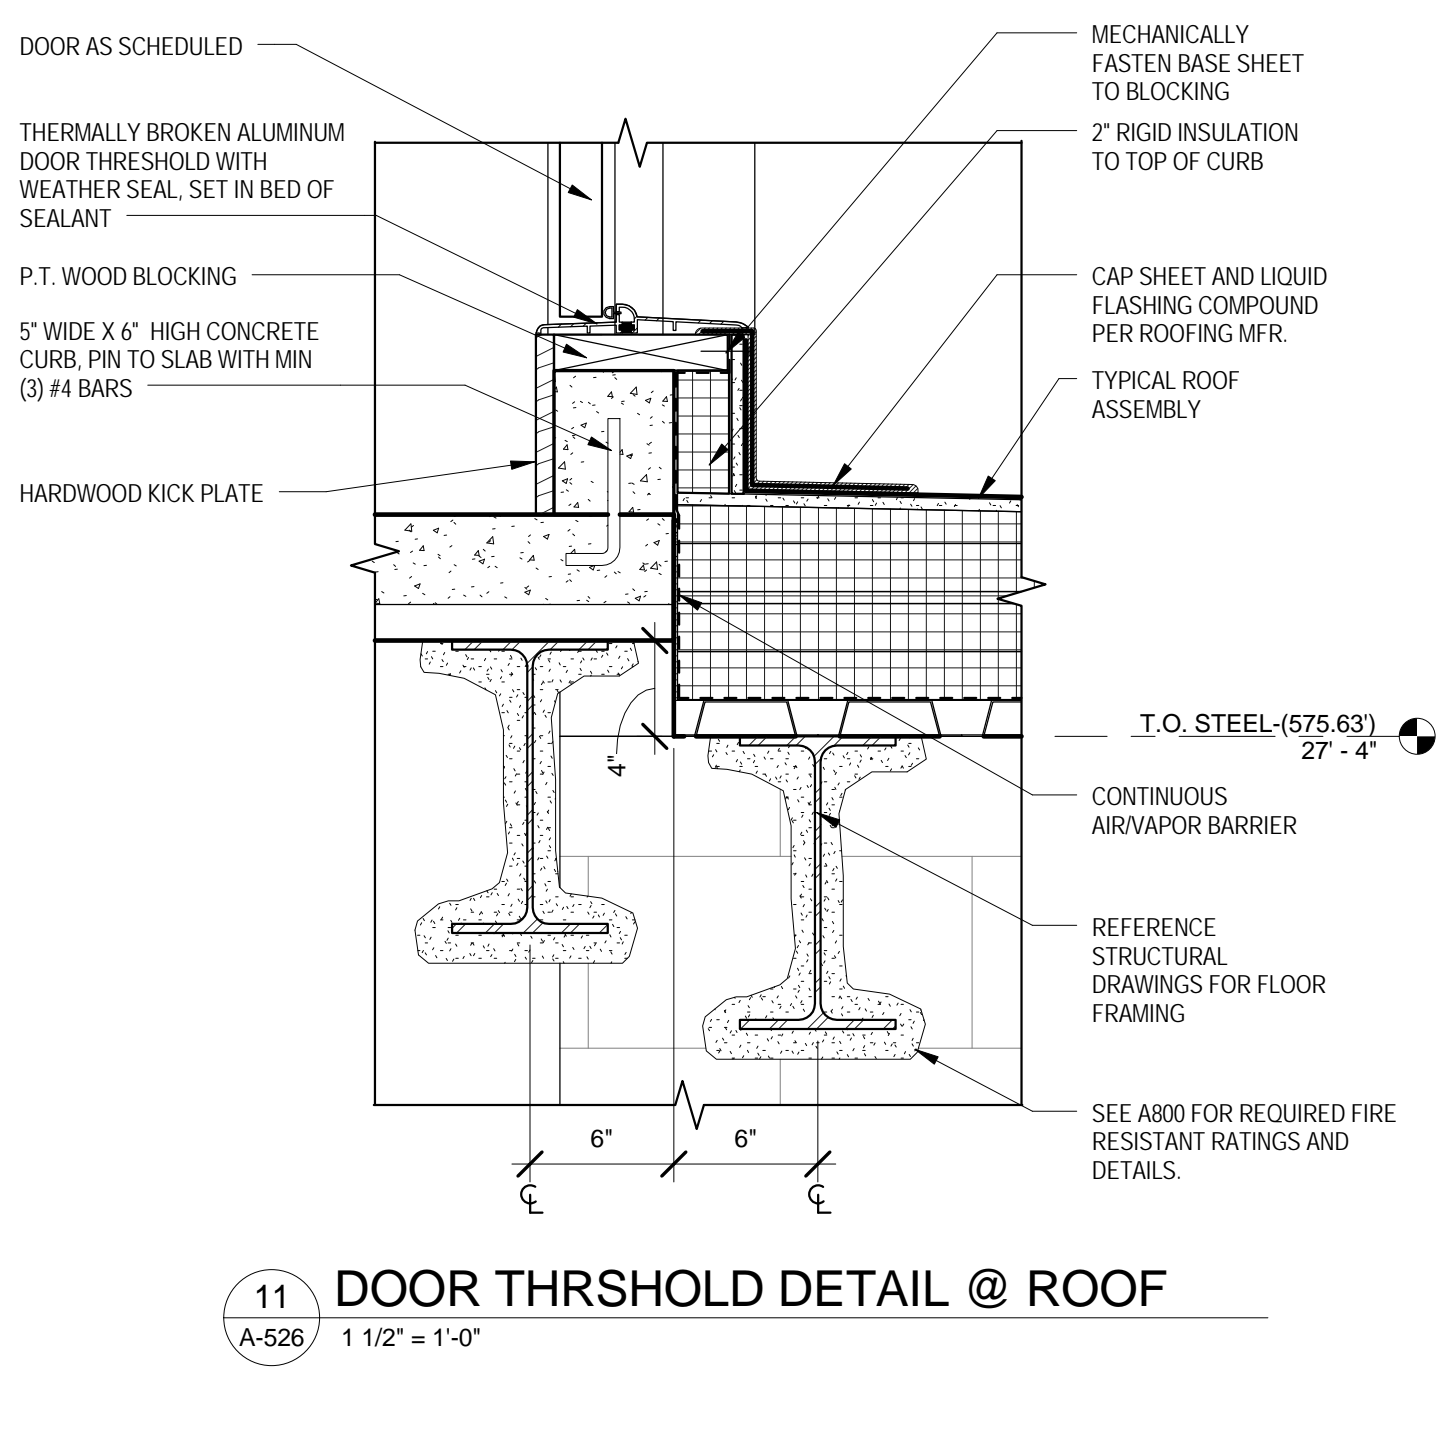 DOOR AS SCHEDULED
THERMALLY BROKEN ALUMINUM
DOOR THRESHOLD WITH
WEATHER SEAL, SET IN BED OF
SEALANT
P.T. WOOD BLOCKING
5" WIDE X 6" HIGH CONCRETE
CURB, PIN TO SLAB WITH MIN
(3) #4 BARS
HARDWOOD KICK PLATE
MECHANICALLY
FASTEN BASE SHEET
TO BLOCKING
2" RIGID INSULATION
TO TOP OF CURB
CAP SHEET AND LIQUID
FLASHING COMPOUND
PER ROOFING MFR.
TYPICAL ROOF
ASSEMBLY
T.O. STEEL-(575.63')
27' - 4"
4"
CONTINUOUS
AIR/VAPOR BARRIER
REFERENCE
STRUCTURAL
DRAWINGS FOR FLOOR
FRAMING
SEE A800 FOR REQUIRED FIRE
RESISTANT RATINGS AND
DETAILS.
6" 6"
℄ ℄
11 DOOR THRSHOLD DETAIL @ ROOF
A-526 1 1/2" = 1'-0"